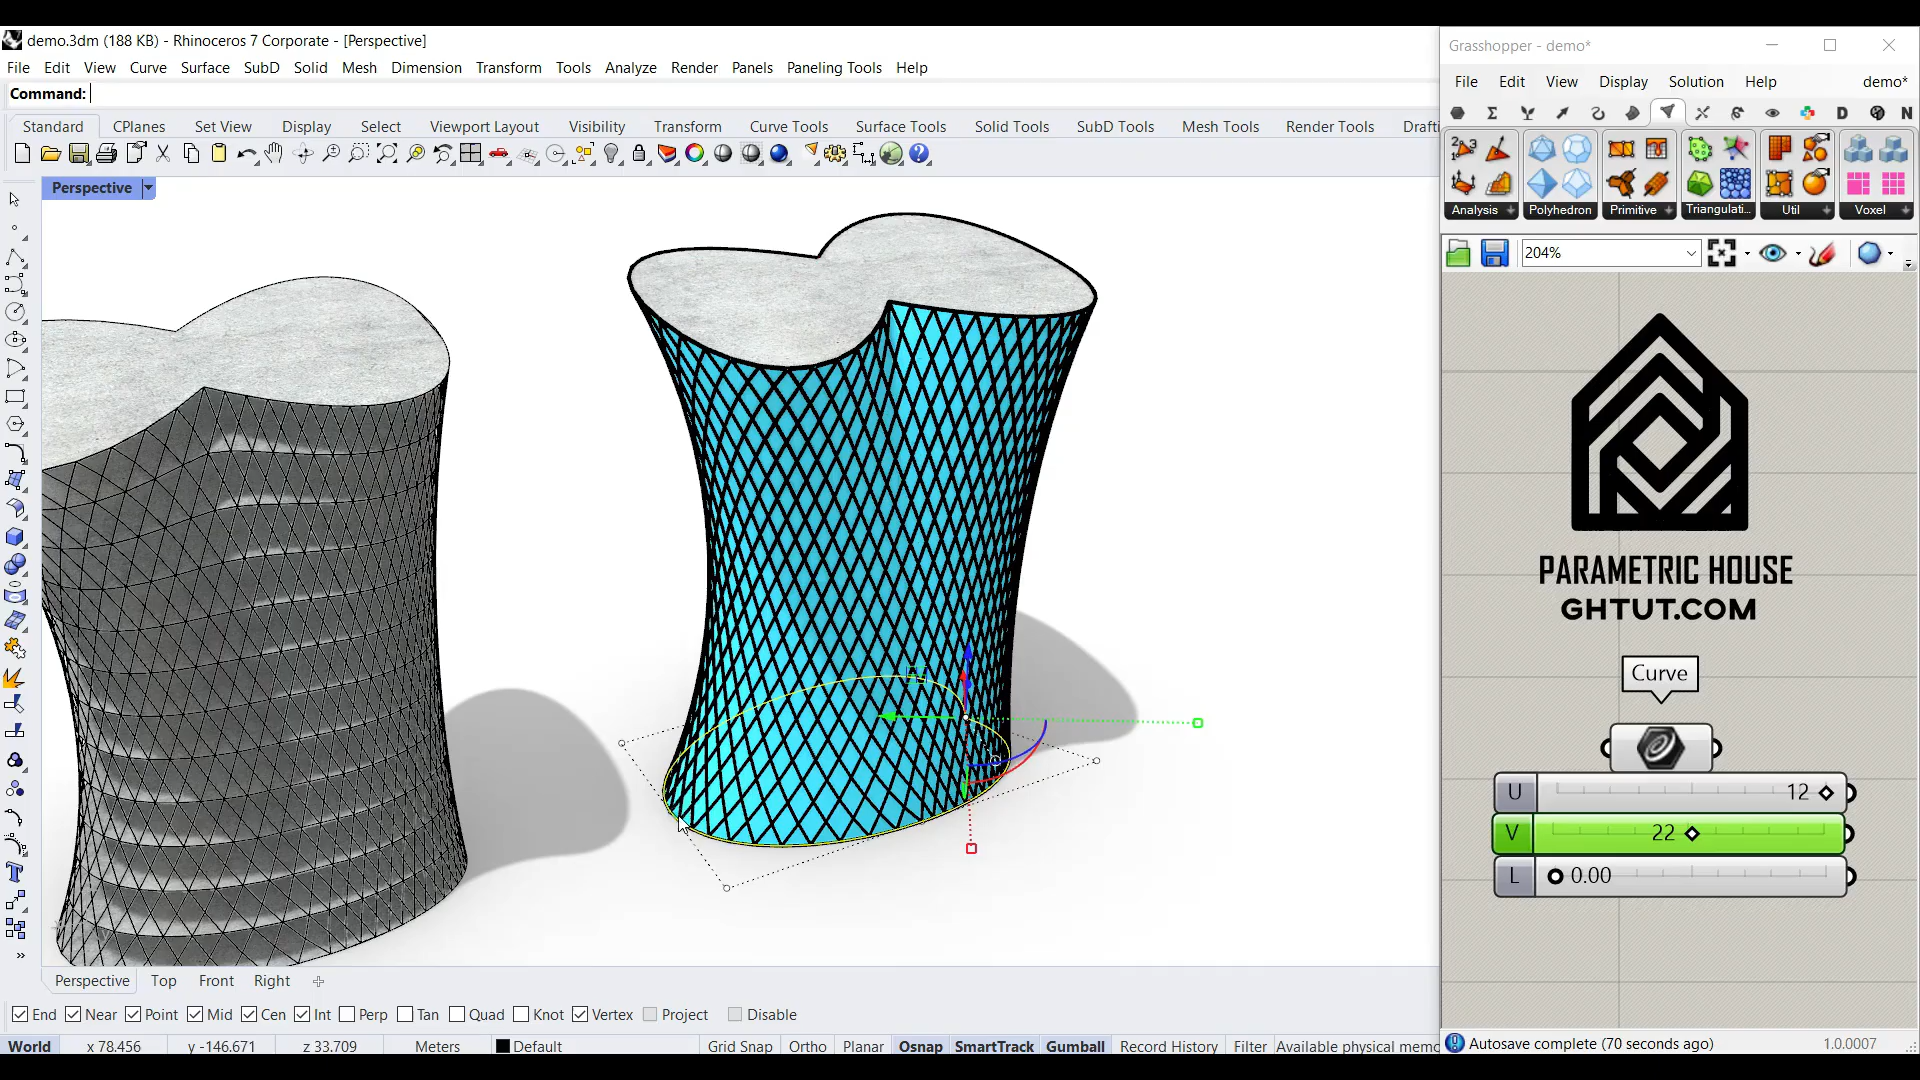 demo.3dm (188 KB) - Rhinoceros 7 Corporate - [Perspective]
File Edit View Curve Surface SubD Solid Mesh Dimension Transform Tools Analyze Render Panels Paneling Tools Help
Command:
Standard CPlanes Set View Display Select Viewport Layout Visibility Transform Curve Tools Surface Tools Solid Tools SubD Tools Mesh Tools Render Tools Drafti
Perspective
Perspective Top Front Right
End Near Point Mid Cen Int Perp Tan Quad Knot Vertex Project Disable
World x 78.456 y -146.671 z 33.709 Meters Default Grid Snap Ortho Planar Osnap SmartTrack Gumball Record History Filter Available physical memo
Grasshopper - demo*
File Edit View Display Solution Help demo*
Analysis Polyhedron Primitive Triangulati... Util Voxel
204%
PARAMETRIC HOUSE
GHTUT.COM
Curve
U 12
V 22
L 0.00
Autosave complete (70 seconds ago) 1.0.0007